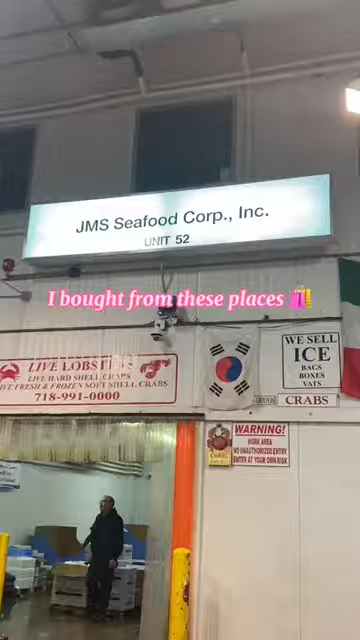 JMS Seafood Corp., Inc.
UNIT 52
I bought from these places 🛍️
LIVE LOBSTERS
LIVE HARD SHELL CRABS
LIVE FRESH & FROZEN SOFT SHELL CRABS
718-991-0000
WE SELL
ICE
BAGS
BOXES
VATS
CRABS
WARNING!
WORK AREA
NO UNAUTHORIZED ENTRY
ENTER AT YOUR OWN RISK